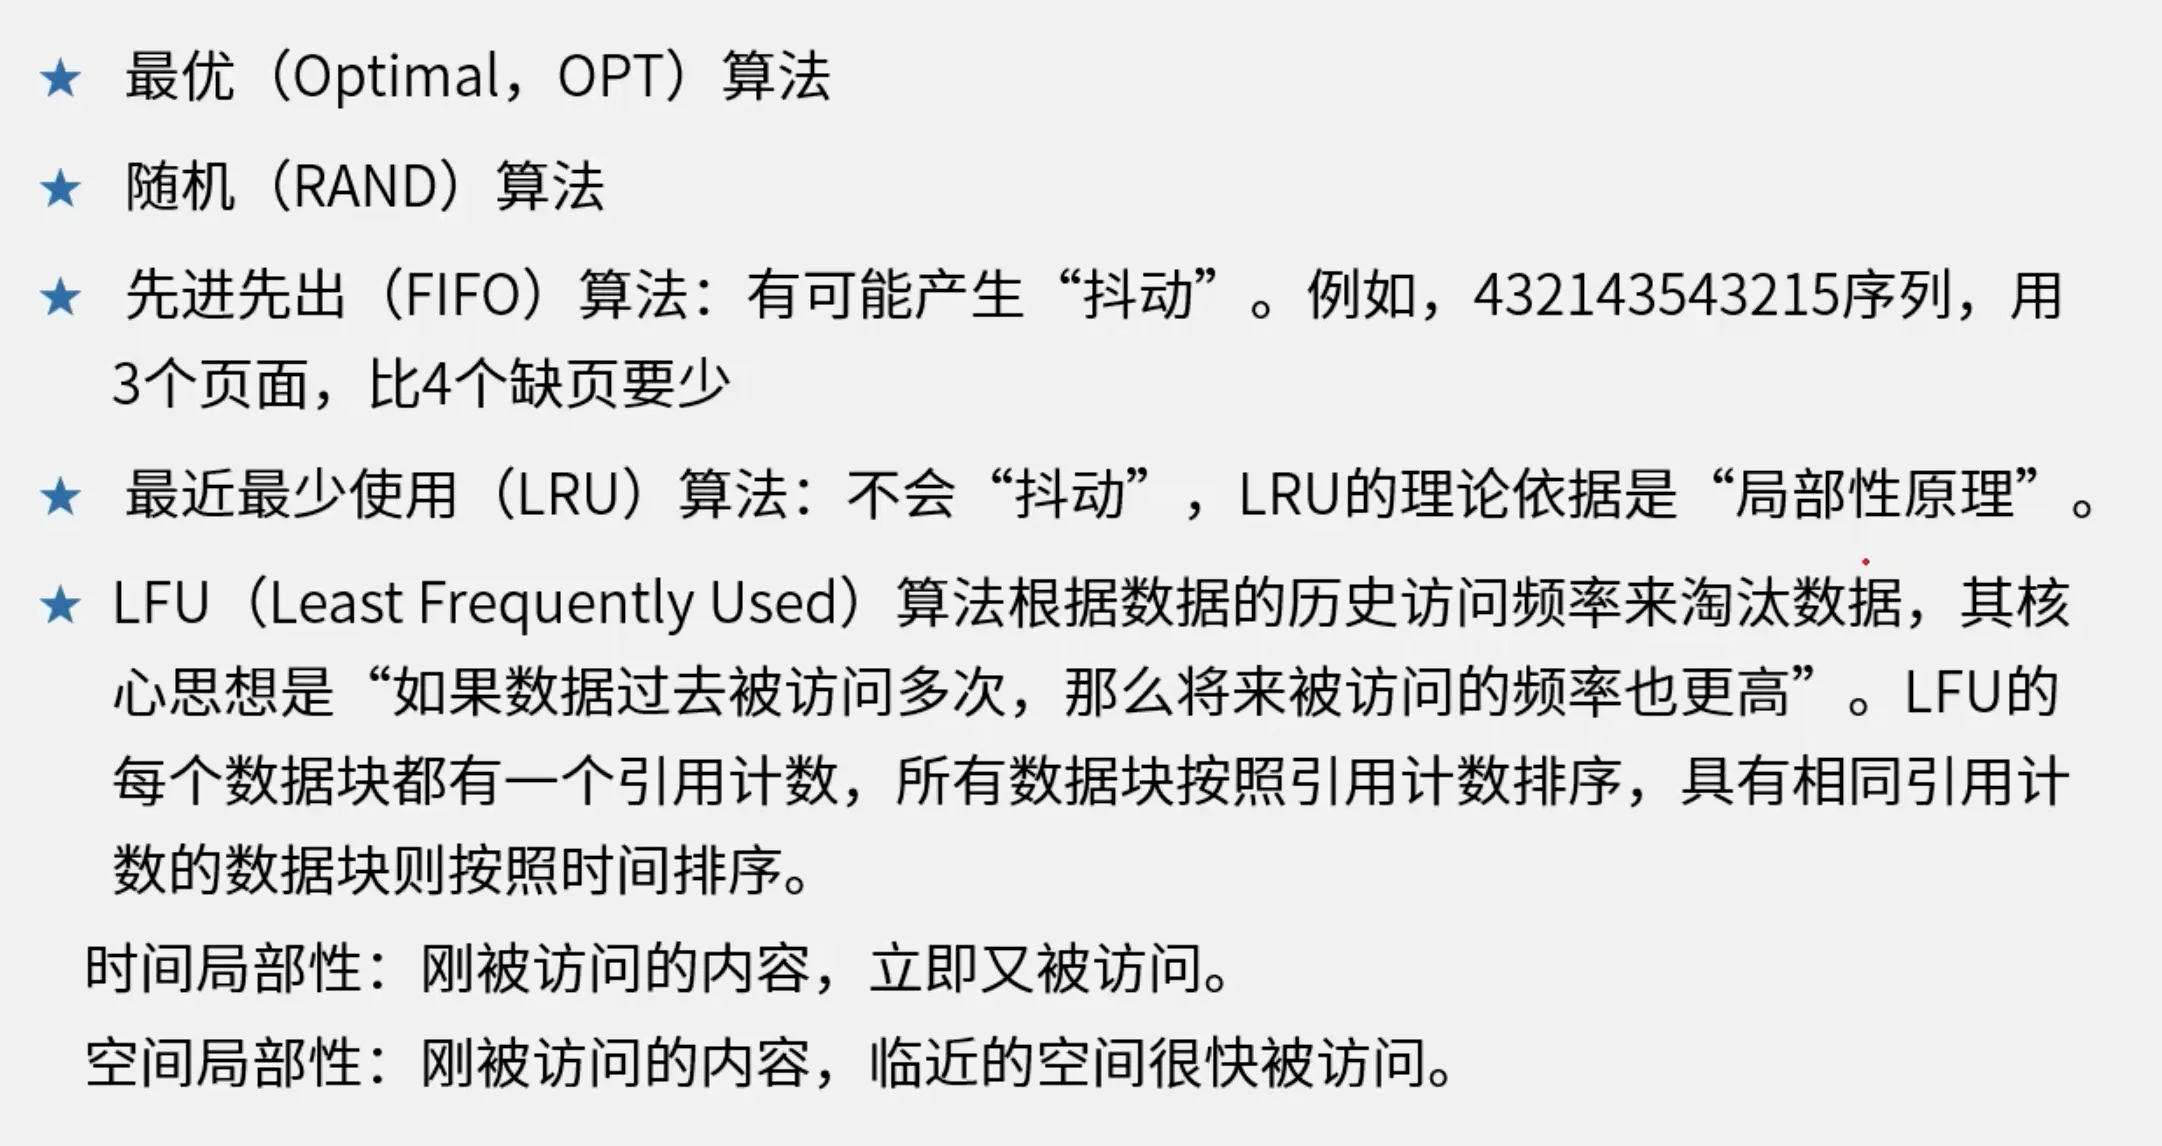 ★ 最优（Optimal，OPT）算法
★ 随机（RAND）算法
★ 先进先出（FIFO）算法：有可能产生“抖动”。例如，432143543215序列，用
3个页面，比4个缺页要少
★ 最近最少使用（LRU）算法：不会“抖动”，LRU的理论依据是“局部性原理”。
★ LFU（Least Frequently Used）算法根据数据的历史访问频率来淘汰数据，其核
心思想是“如果数据过去被访问多次，那么将来被访问的频率也更高”。LFU的
每个数据块都有一个引用计数，所有数据块按照引用计数排序，具有相同引用计
数的数据块则按照时间排序。
时间局部性：刚被访问的内容，立即又被访问。
空间局部性：刚被访问的内容，临近的空间很快被访问。